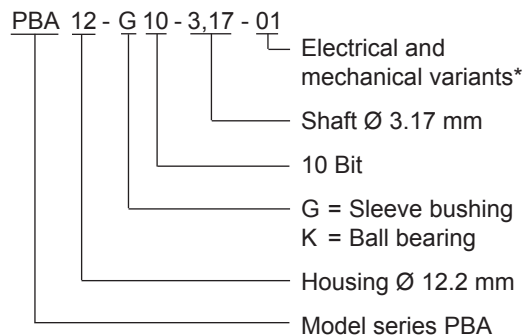 PBA 12 - G 10 - 3,17 - 01
Electrical and
mechanical variants*
Shaft Ø 3.17 mm
10 Bit
G = Sleeve bushing
K = Ball bearing
Housing Ø 12.2 mm
Model series PBA